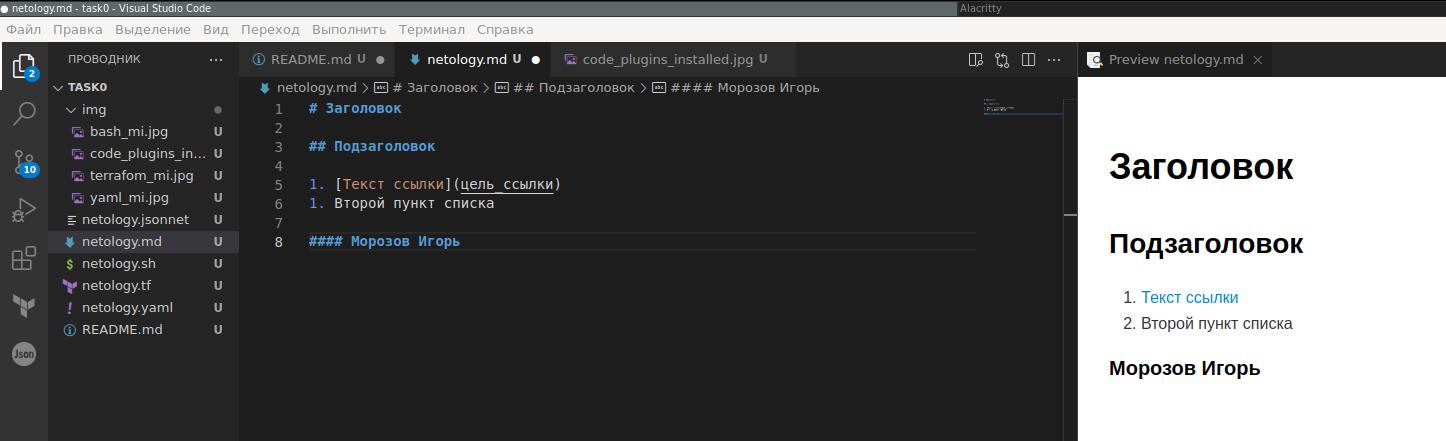 netology.md - task0 - Visual Studio Code
Alacritty
Файл Правка Выделение Вид Переход Выполнить Терминал Справка
2
10
Json
ПРОВОДНИК ...
TASK0
img
bash_mi.jpg U
code_plugins_in... U
terrafom_mi.jpg U
yaml_mi.jpg U
netology.jsonnet U
netology.md U
$ netology.sh U
netology.tf U
! netology.yaml U
README.md U
README.md U
netology.md U
code_plugins_installed.jpg U
netology.md > # Заголовок > ## Подзаголовок > #### Морозов Игорь
1 # Заголовок
2
3 ## Подзаголовок
4
5 1. [Текст ссылки](цель_ссылки)
6 1. Второй пункт списка
7
8 #### Морозов Игорь
Preview netology.md
Заголовок
Подзаголовок
1. Текст ссылки
2. Второй пункт списка
Морозов Игорь